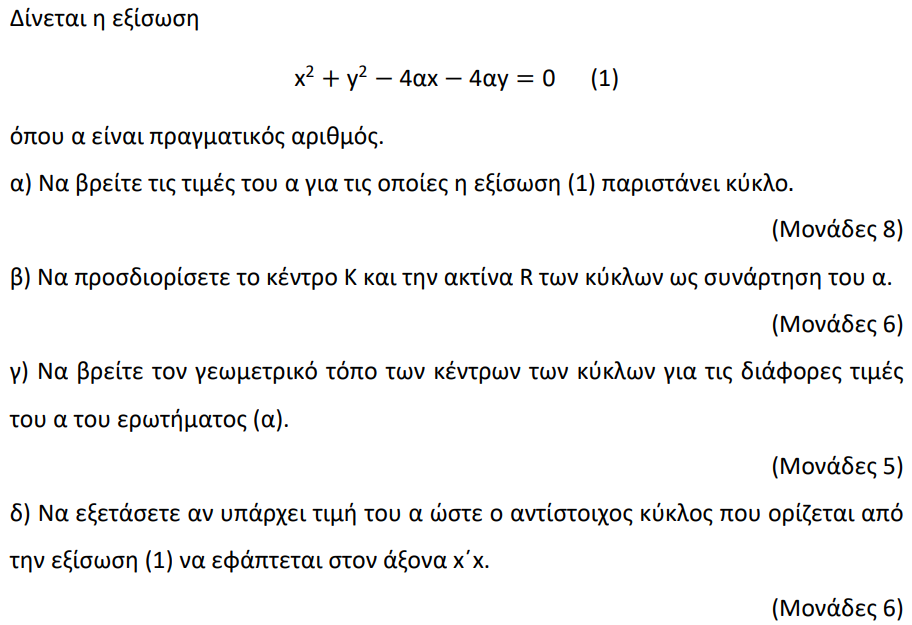 Δίνεται η εξίσωση
x² + y² − 4αx − 4αy = 0 (1)
όπου α είναι πραγματικός αριθμός.
α) Να βρείτε τις τιμές του α για τις οποίες η εξίσωση (1) παριστάνει κύκλο.
(Μονάδες 8)
β) Να προσδιορίσετε το κέντρο Κ και την ακτίνα R των κύκλων ως συνάρτηση του α.
(Μονάδες 6)
γ) Να βρείτε τον γεωμετρικό τόπο των κέντρων των κύκλων για τις διάφορες τιμές
του α του ερωτήματος (α).
(Μονάδες 5)
δ) Να εξετάσετε αν υπάρχει τιμή του α ώστε ο αντίστοιχος κύκλος που ορίζεται από
την εξίσωση (1) να εφάπτεται στον άξονα x΄x.
(Μονάδες 6)